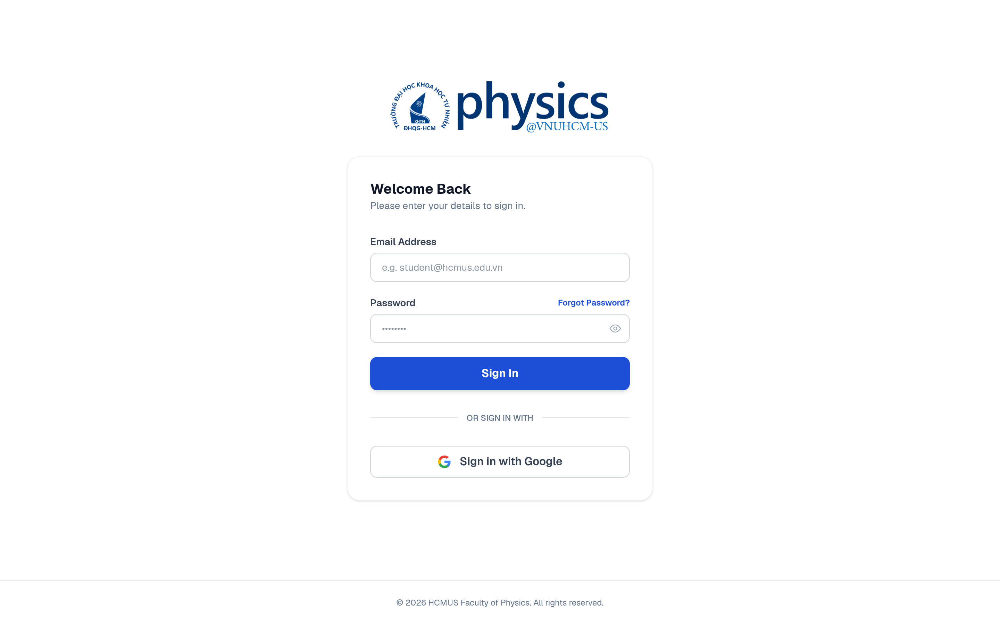 TRƯỜNG ĐẠI HỌC KHOA HỌC TỰ NHIÊN
KHTN
ĐHQG-HCM
physics
@VNUHCM-US
Welcome Back
Please enter your details to sign in.
Email Address
e.g. student@hcmus.edu.vn
Password
Forgot Password?
••••••••
Sign In
OR SIGN IN WITH
Sign in with Google
© 2026 HCMUS Faculty of Physics. All rights reserved.